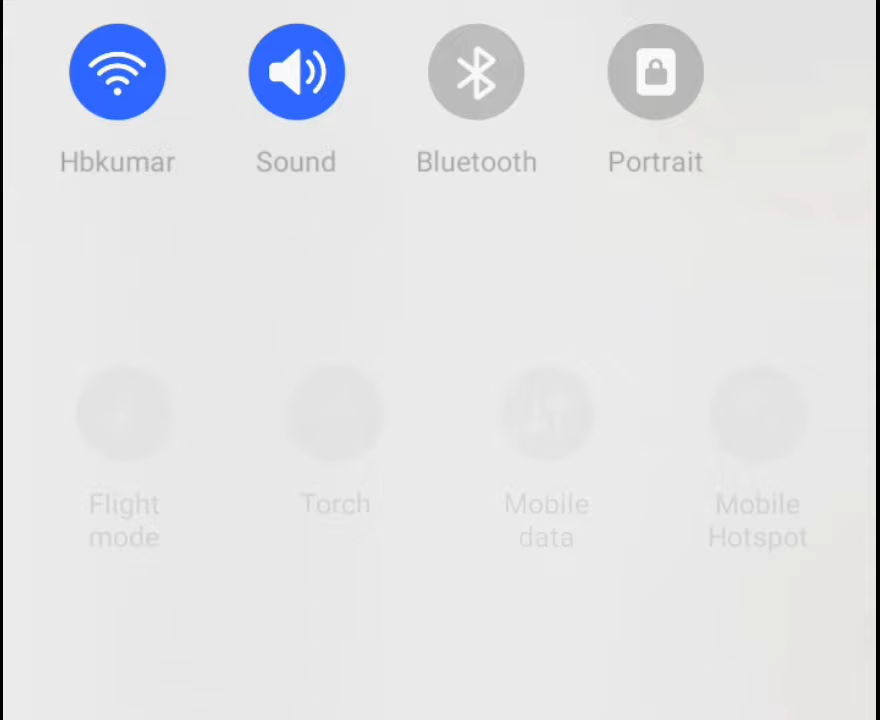 Hbkumar Sound Bluetooth Portrait
Flight Torch Mobile Mobile
mode data Hotspot